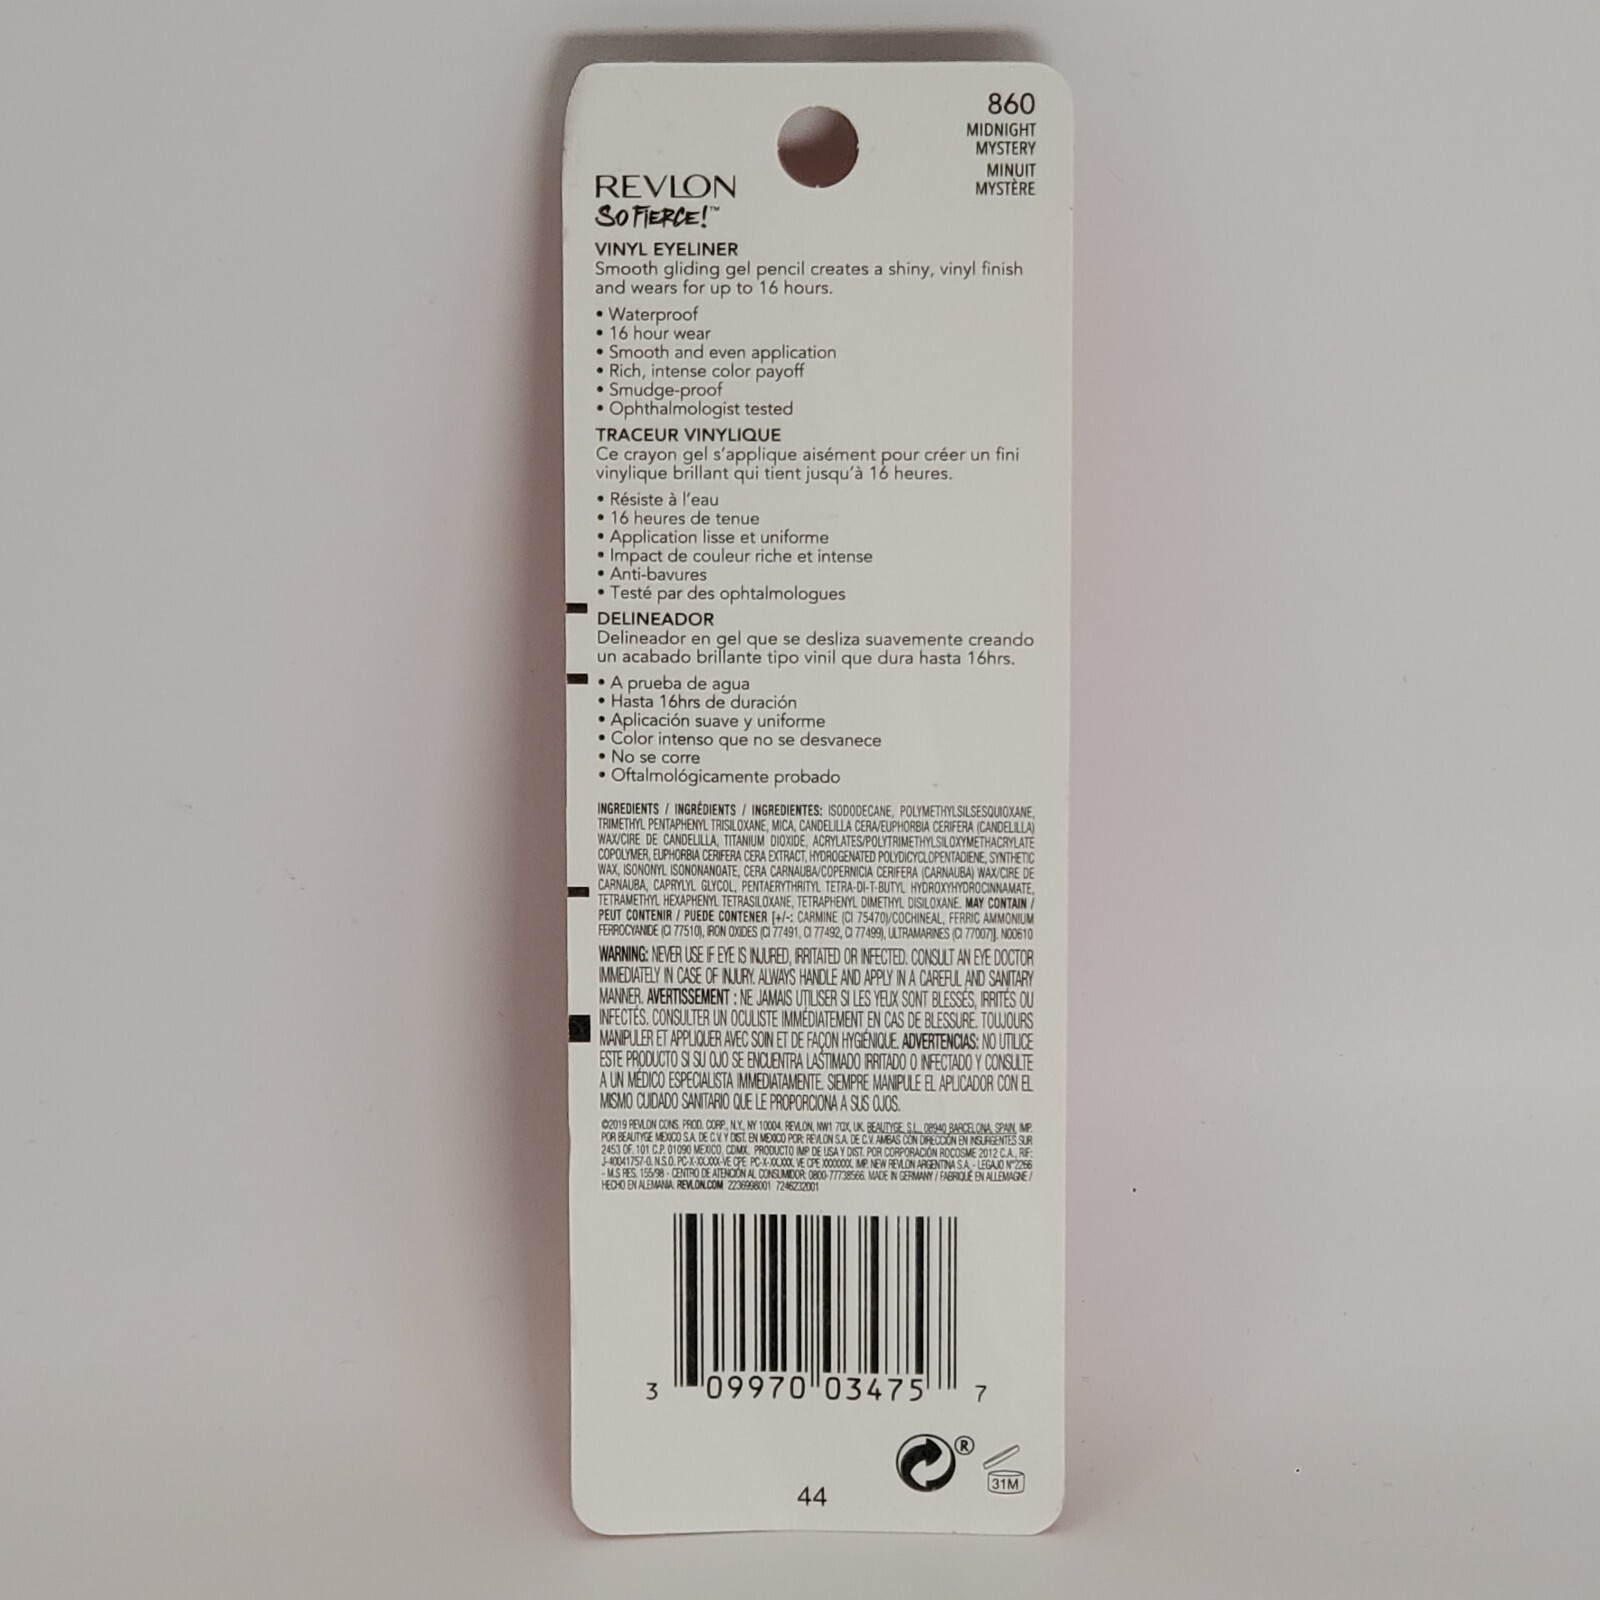 860
MIDNIGHT
MYSTERY
MINUIT
MYSTÈRE
REVLON
SO FIERCE!™
VINYL EYELINER
Smooth gliding gel pencil creates a shiny, vinyl finish
and wears for up to 16 hours.
• Waterproof
• 16 hour wear
• Smooth and even application
• Rich, intense color payoff
• Smudge-proof
• Ophthalmologist tested
TRACEUR VINYLIQUE
Ce crayon gel s'applique aisément pour créer un fini
vinylique brillant qui tient jusqu'à 16 heures.
• Résiste à l'eau
• 16 heures de tenue
• Application lisse et uniforme
• Impact de couleur riche et intense
• Anti-bavures
• Testé par des ophtalmologues
DELINEADOR
Delineador en gel que se desliza suavemente creando
un acabado brillante tipo vinil que dura hasta 16hrs.
• A prueba de agua
• Hasta 16hrs de duración
• Aplicación suave y uniforme
• Color intenso que no se desvanece
• No se corre
• Oftalmológicamente probado
INGREDIENTS / INGRÉDIENTS / INGREDIENTES: ISODODECANE, POLYMETHYLSILSESQUIOXANE,
TRIMETHYL PENTAPHENYL TRISILOXANE, MICA, CANDELILLA CERA/EUPHORBIA CERIFERA (CANDELILLA)
WAX/CIRE DE CANDELILLA, TITANIUM DIOXIDE, ACRYLATES/POLYTRIMETHYLSILOXYMETHACRYLATE
COPOLYMER, EUPHORBIA CERIFERA CERA EXTRACT, HYDROGENATED POLYDICYCLOPENTADIENE, SYNTHETIC
WAX, ISONONYL ISONONANOATE, CERA CARNAUBA/COPERNICIA CERIFERA (CARNAUBA) WAX/CIRE DE
CARNAUBA, CAPRYLYL GLYCOL, PENTAERYTHRITYL TETRA-DI-T-BUTYL HYDROXYHYDROCINNAMATE,
TETRAMETHYL HEXAPHENYL TETRASILOXANE, TETRAPHENYL DIMETHYL DISILOXANE. MAY CONTAIN /
PEUT CONTENIR / PUEDE CONTENER [+/-: CARMINE (CI 75470)/COCHINEAL, FERRIC AMMONIUM
FERROCYANIDE (CI 77510), IRON OXIDES (CI 77491, CI 77492, CI 77499), ULTRAMARINES (CI 77007)]. N00610
WARNING: NEVER USE IF EYE IS INJURED, IRRITATED OR INFECTED. CONSULT AN EYE DOCTOR
IMMEDIATELY IN CASE OF INJURY. ALWAYS HANDLE AND APPLY IN A CAREFUL AND SANITARY
MANNER. AVERTISSEMENT : NE JAMAIS UTILISER SI LES YEUX SONT BLESSÉS, IRRITÉS OU
INFECTÉS. CONSULTER UN OCULISTE IMMÉDIATEMENT EN CAS DE BLESSURE. TOUJOURS
MANIPULER ET APPLIQUER AVEC SOIN ET DE FAÇON HYGIÉNIQUE. ADVERTENCIAS: NO UTILICE
ESTE PRODUCTO SI SU OJO SE ENCUENTRA LASTIMADO IRRITADO O INFECTADO Y CONSULTE
A UN MÉDICO ESPECIALISTA IMMEDIATAMENTE. SIEMPRE MANIPULE EL APLICADOR CON EL
MISMO CUIDADO SANITARIO QUE LE PROPORCIONA A SUS OJOS.
©2019 REVLON CONS. PROD. CORP., N.Y., NY 10004. REVLON, NW1 7QX, UK. BEAUTYGE, S.L., 08940 BARCELONA, SPAIN. IMP.
POR BEAUTYGE MEXICO S.A. DE C.V. Y DIST. EN MEXICO POR: REVLON S.A. DE C.V. AMBAS CON DIRECCIÓN EN INSURGENTES SUR
2453 OF. 101 C.P. 01090 MEXICO, CDMX. PRODUCTO IMP DE USA Y DIST. POR CORPORACIÓN ROCOSME 2012 C.A., RIF:
J-40041757-0. N.S.O. PC-X-XX,XXX-VE CPE PC-X-XX,XXX. VE CPE XXXXXXX. IMP. NEW REVLON ARGENTINA S.A. - LEGAJO N°2266
- M.S RES. 155/98 - CENTRO DE ATENCIÓN AL CONSUMIDOR: 0800-77738566. MADE IN GERMANY / FABRIQUÉ EN ALLEMAGNE /
HECHO EN ALEMANIA. REVLON.COM 2236998001 7246232001
3 09970 03475 7
®
31M
44